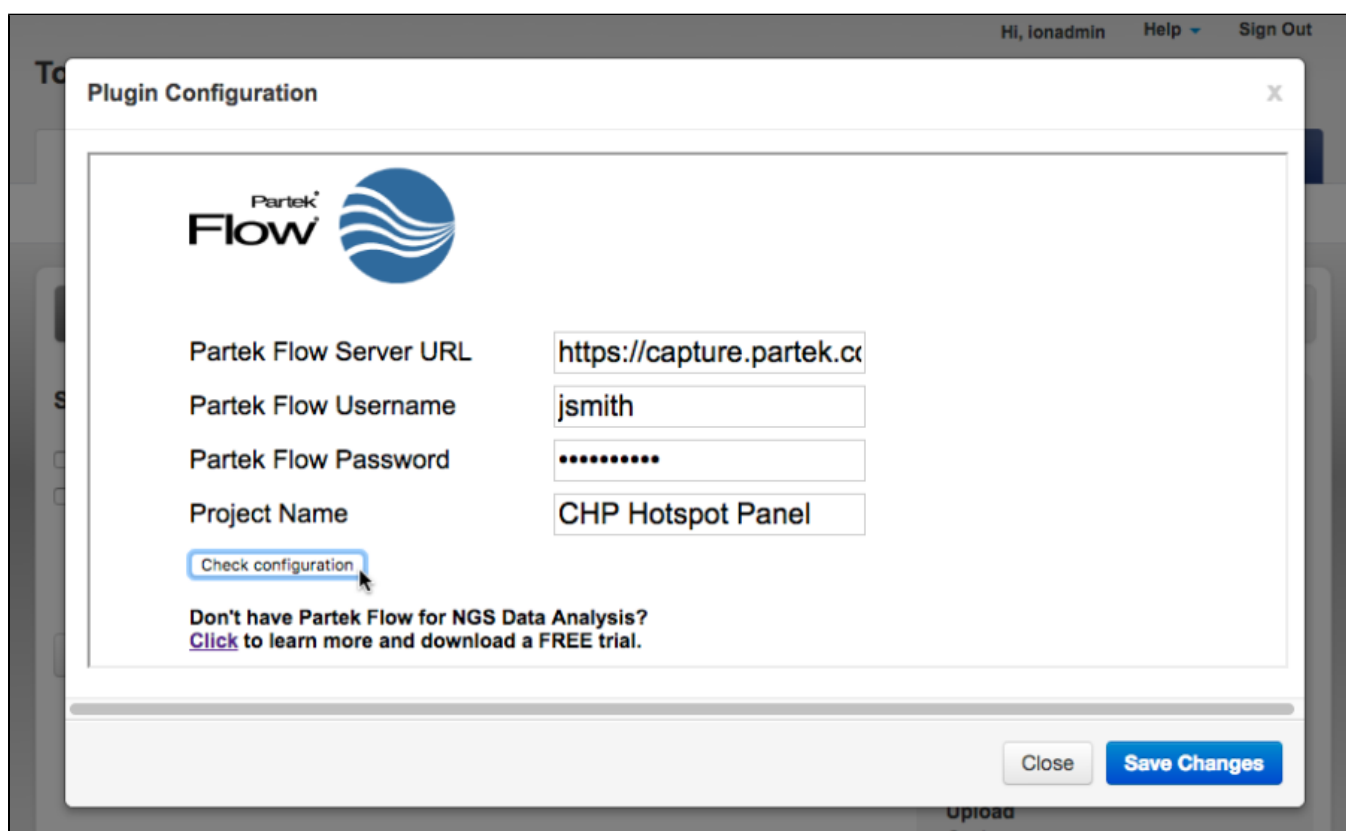 Hi, ionadmin Help Sign Out
To
Plugin Configuration
x
Partek
Flow
Partek Flow Server URL https://capture.partek.co
Partek Flow Username jsmith
Partek Flow Password ••••••••••
Project Name CHP Hotspot Panel
Check configuration
Don't have Partek Flow for NGS Data Analysis?
Click to learn more and download a FREE trial.
S
Close Save Changes
Upload